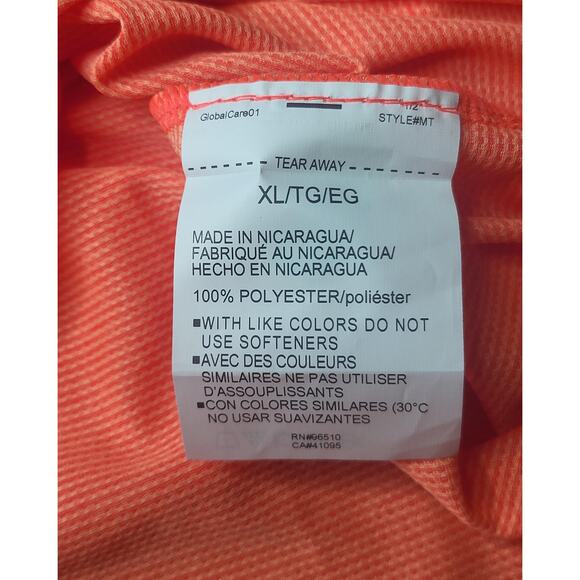 GlobalCare01
1/2
STYLE#MT
TEAR AWAY
XL/TG/EG
MADE IN NICARAGUA/
FABRIQUÉ AU NICARAGUA/
HECHO EN NICARAGUA
100% POLYESTER/poliéster
■WITH LIKE COLORS DO NOT
USE SOFTENERS
■AVEC DES COULEURS
SIMILAIRES NE PAS UTILISER
D'ASSOUPLISSANTS
■CON COLORES SIMILARES (30°C
NO USAR SUAVIZANTES
RN#96510
CA#41095